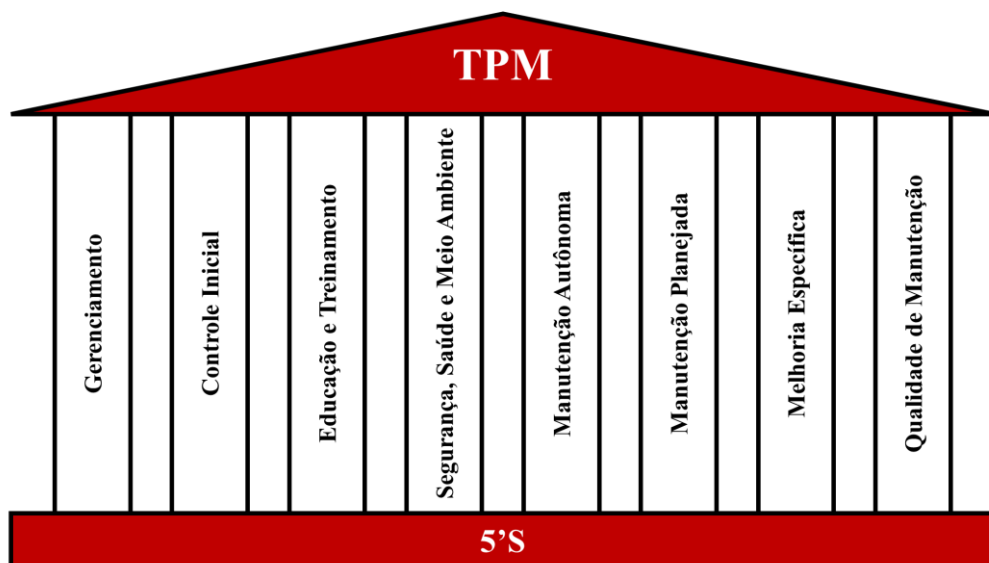 TPM
Gerenciamento
Controle Inicial
Educação e Treinamento
Segurança, Saúde e Meio Ambiente
Manutenção Autônoma
Manutenção Planejada
Melhoria Específica
Qualidade de Manutenção
5’S